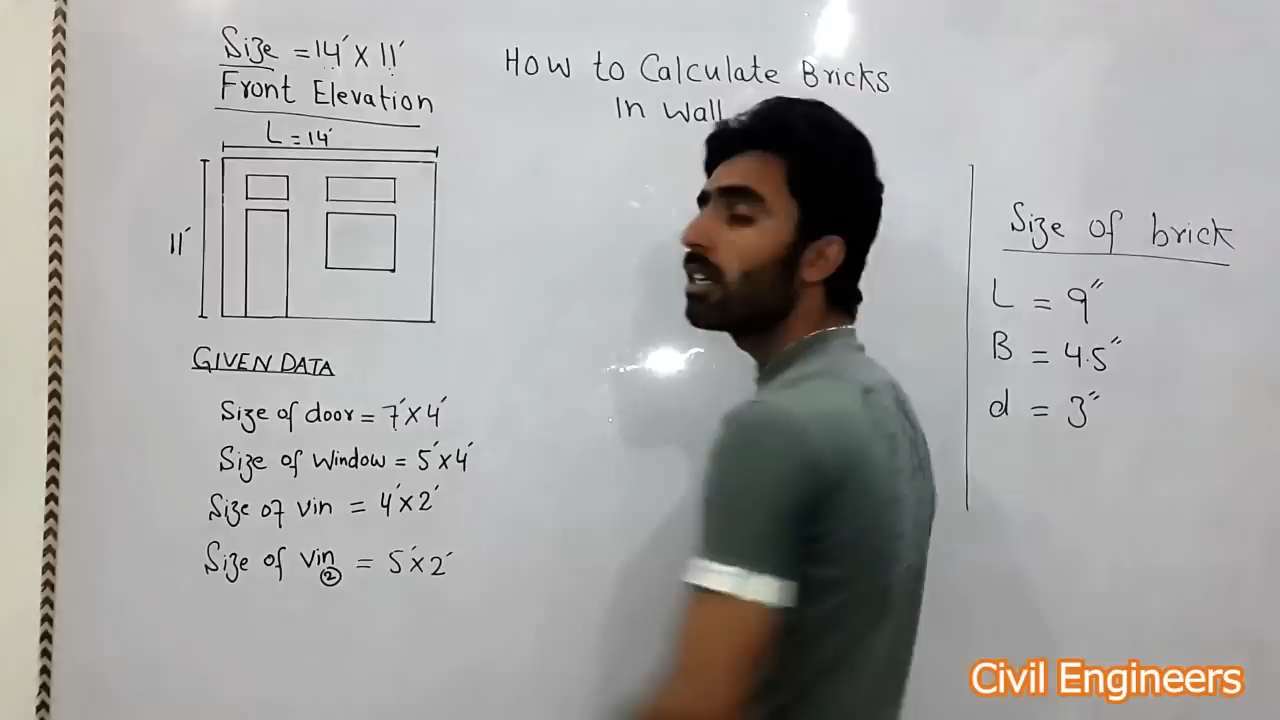 Size = 14' X 11'
Front Elevation
L = 14'
11'
GIVEN DATA
Size of door = 7' X 4'
Size of window = 5' X 4'
Size of vin = 4' X 2'
Size of vin ② = 5' X 2'
How to Calculate Bricks
In Wall
Size of brick
L = 9"
B = 4.5"
d = 3"
Civil Engineers